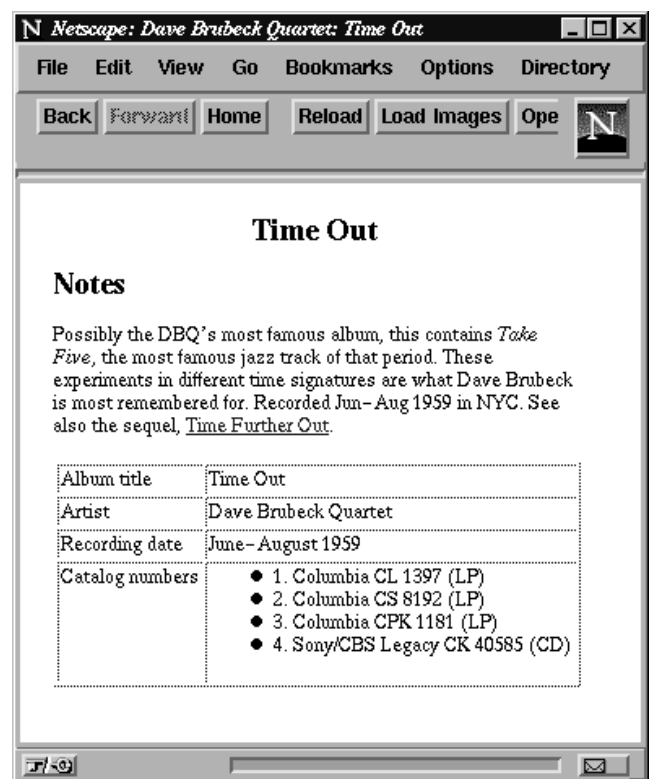 N Netscape: Dave Brubeck Quartet: Time Out
File Edit View Go Bookmarks Options Directory
Back Forward Home Reload Load Images Ope N
Time Out
Notes
Possibly the DBQ's most famous album, this contains Take
Five, the most famous jazz track of that period. These
experiments in different time signatures are what Dave Brubeck
is most remembered for. Recorded Jun–Aug 1959 in NYC. See
also the sequel, Time Further Out.
Album title Time Out
Artist Dave Brubeck Quartet
Recording date June–August 1959
Catalog numbers
● 1. Columbia CL 1397 (LP)
● 2. Columbia CS 8192 (LP)
● 3. Columbia CPK 1181 (LP)
● 4. Sony/CBS Legacy CK 40585 (CD)